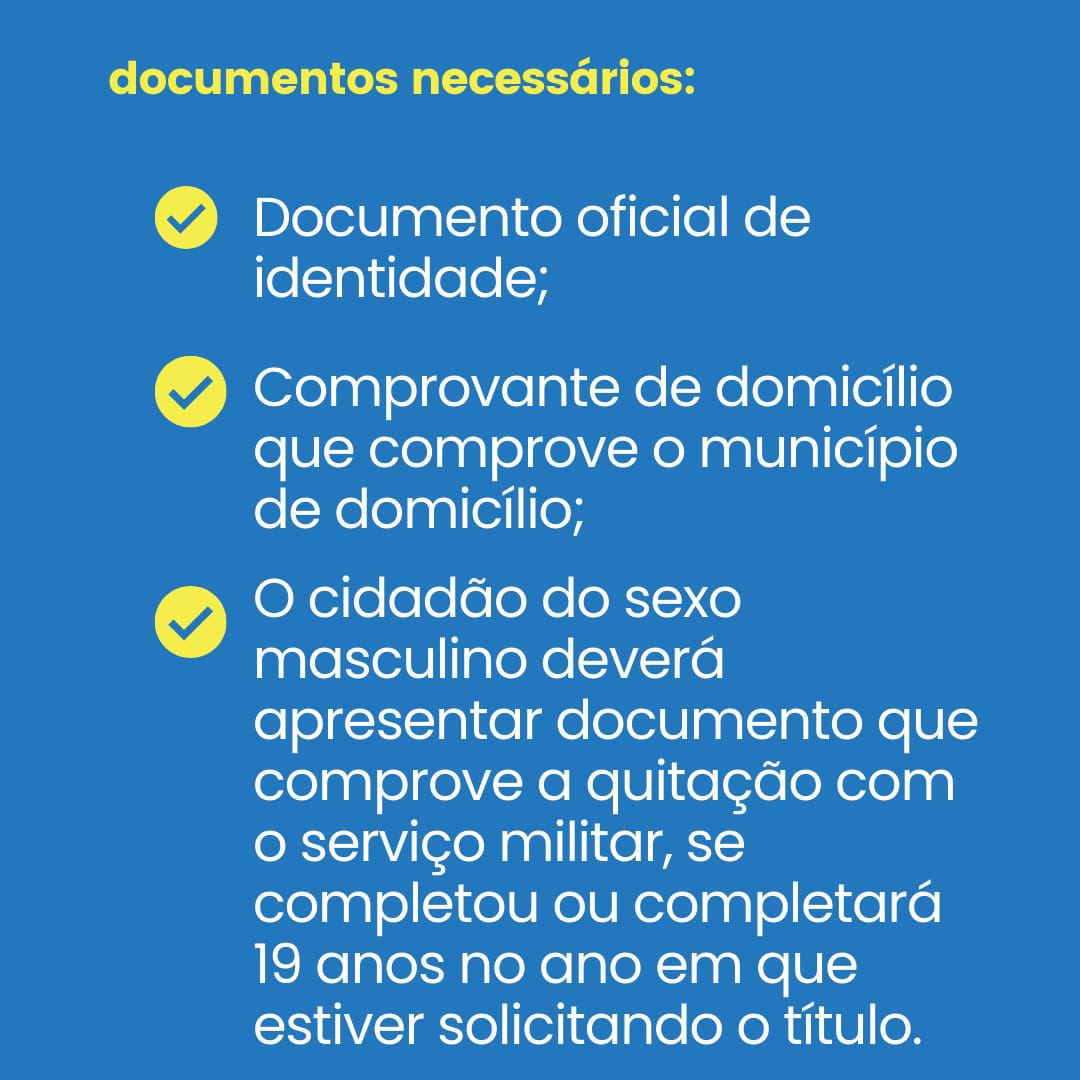 documentos necessários:
Documento oficial de
identidade;
Comprovante de domicílio
que comprove o município
de domicílio;
O cidadão do sexo
masculino deverá
apresentar documento que
comprove a quitação com
o serviço militar, se
completou ou completará
19 anos no ano em que
estiver solicitando o título.